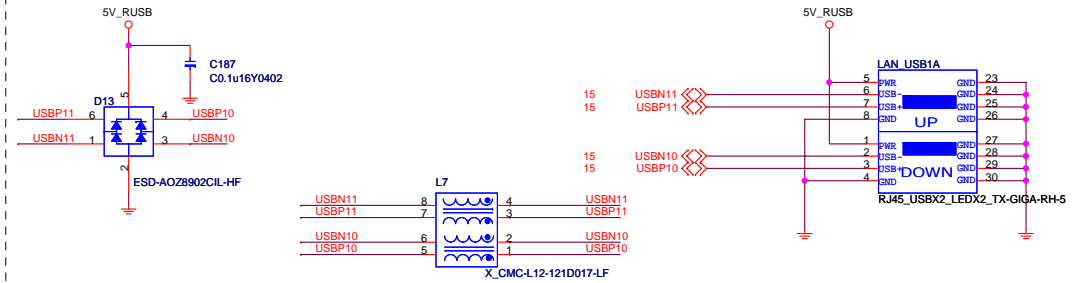 5V_RUSB
C187
C0.1u16Y0402
D13
5
USBP11 6 4 USBP10
USBN11 1 3 USBN10
2
ESD-AOZ8902CIL-HF
L7
USBN11 8 4 USBN11
USBP11 7 3 USBP11
USBN10 6 2 USBN10
USBP10 5 1 USBP10
X_CMC-L12-121D017-LF
5V_RUSB
LAN_USB1A
5 PWR GND 23
15 USBN11 6 USB- GND 24
15 USBP11 7 USB+ GND 25
8 GND GND 26
UP
1 PWR GND 27
15 USBN10 2 USB- GND 28
15 USBP10 3 USB+ GND 29
4 GND GND 30
DOWN
RJ45_USBX2_LEDX2_TX-GIGA-RH-5